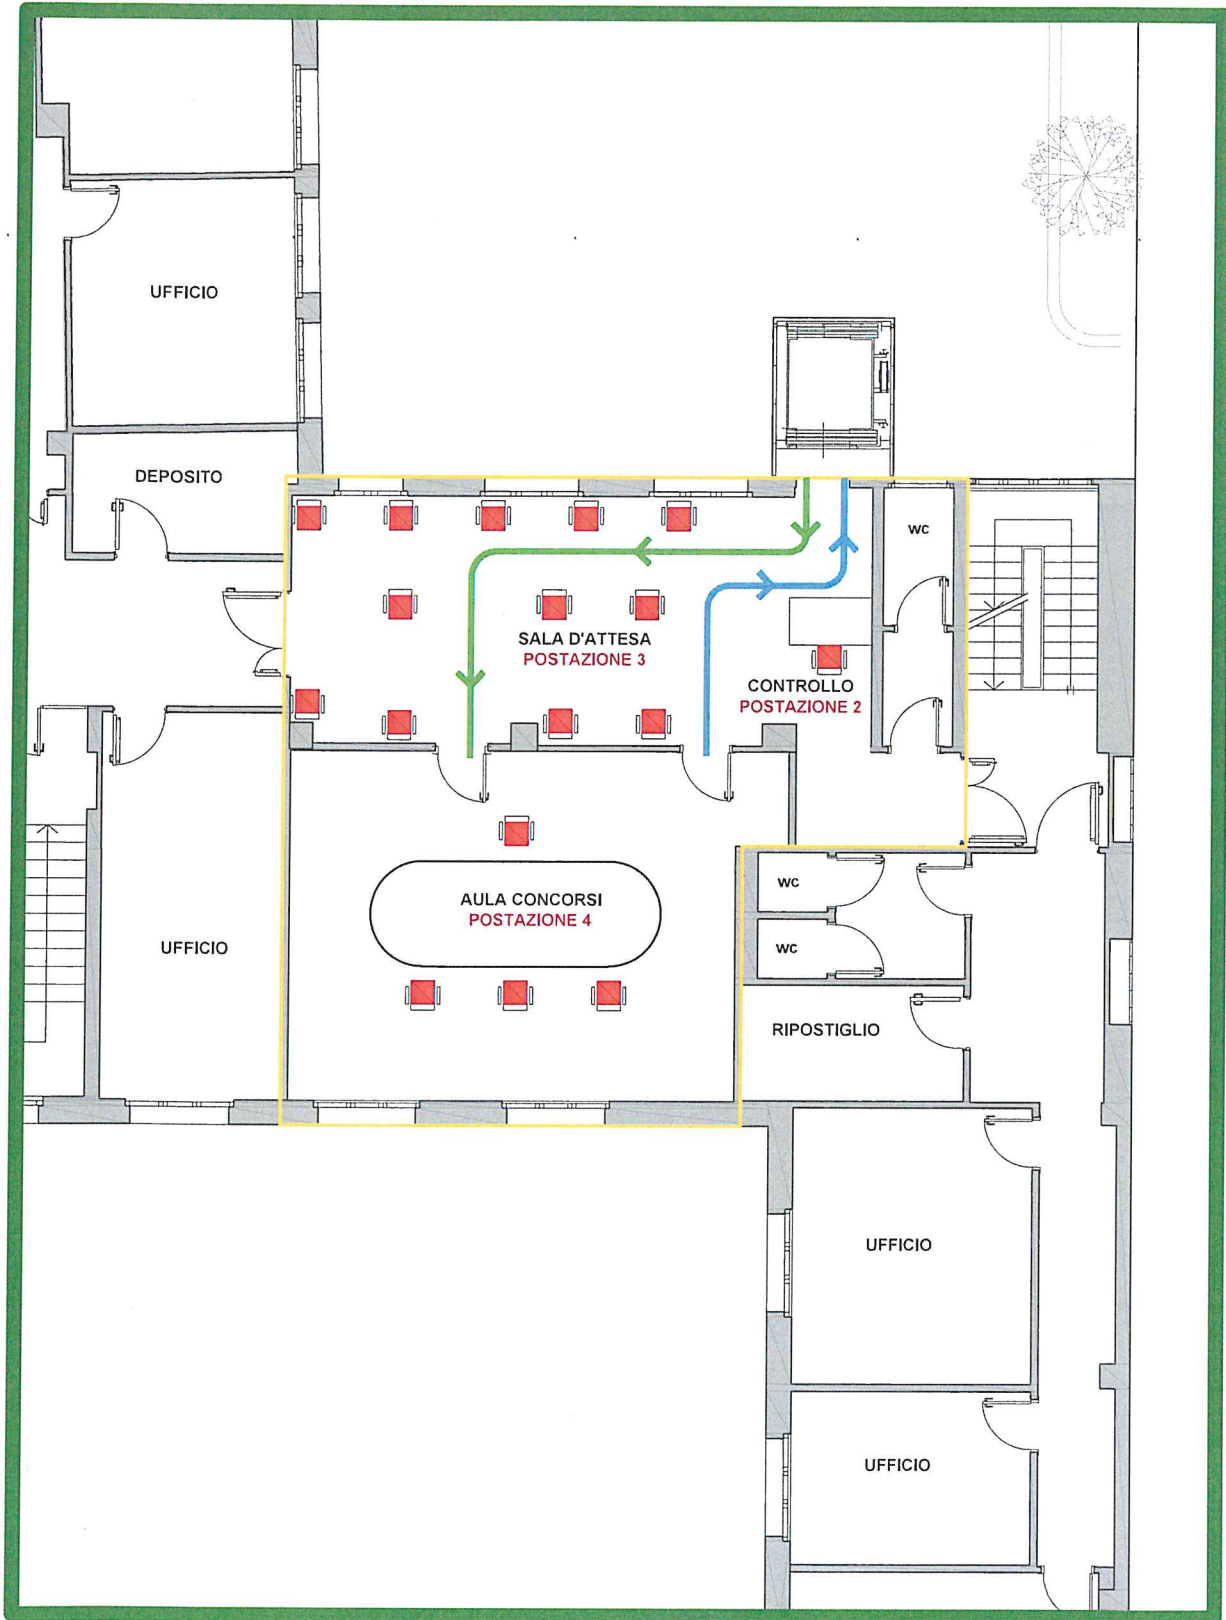 UFFICIO
DEPOSITO
WC
SALA D'ATTESA
POSTAZIONE 3
CONTROLLO
POSTAZIONE 2
WC
AULA CONCORSI
POSTAZIONE 4
UFFICIO
WC
RIPOSTIGLIO
UFFICIO
UFFICIO